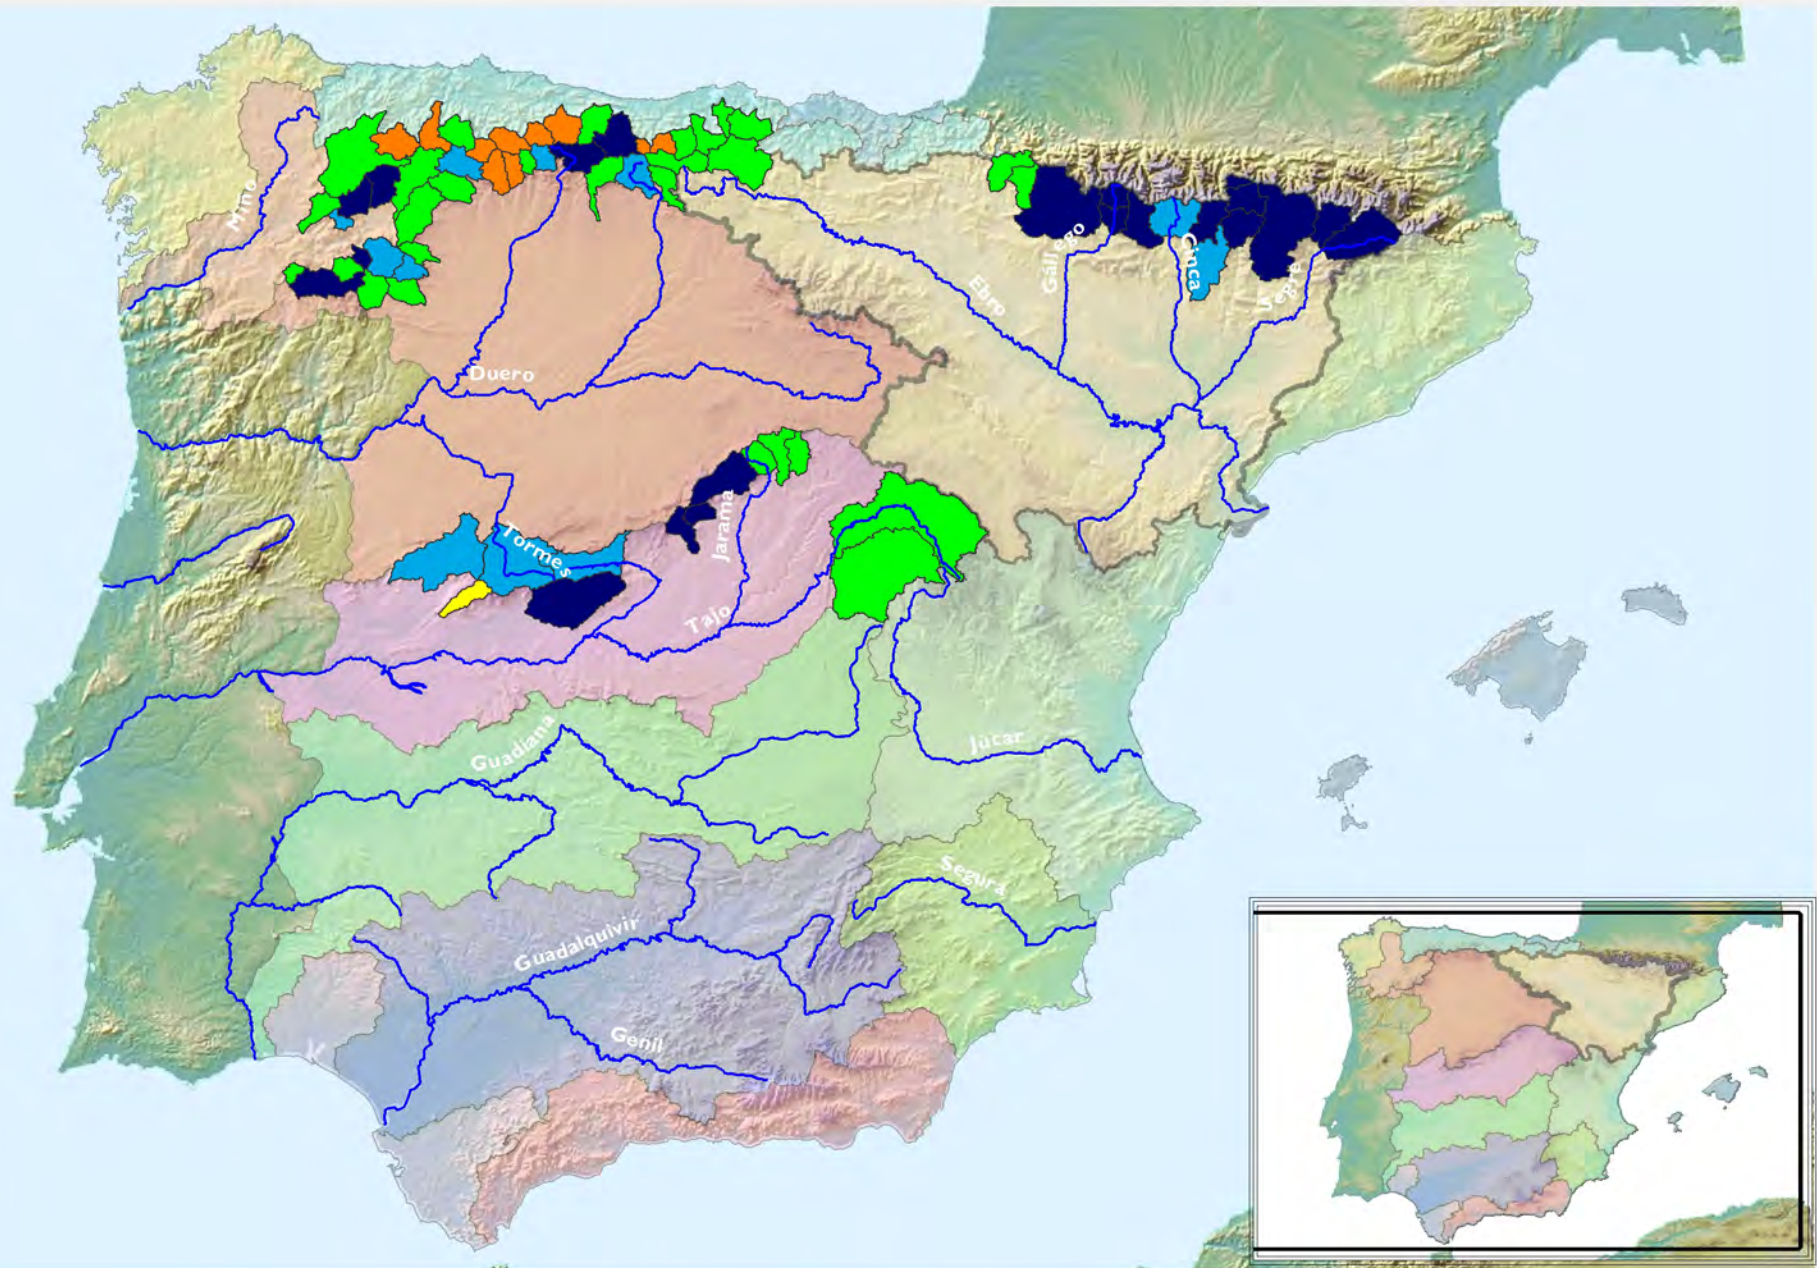 Miño
Gállego
Cinca
Segre
Ebro
Duero
Tormes
Jarama
Tajo
Guadiana
Júcar
Segura
Guadalquivir
Genil